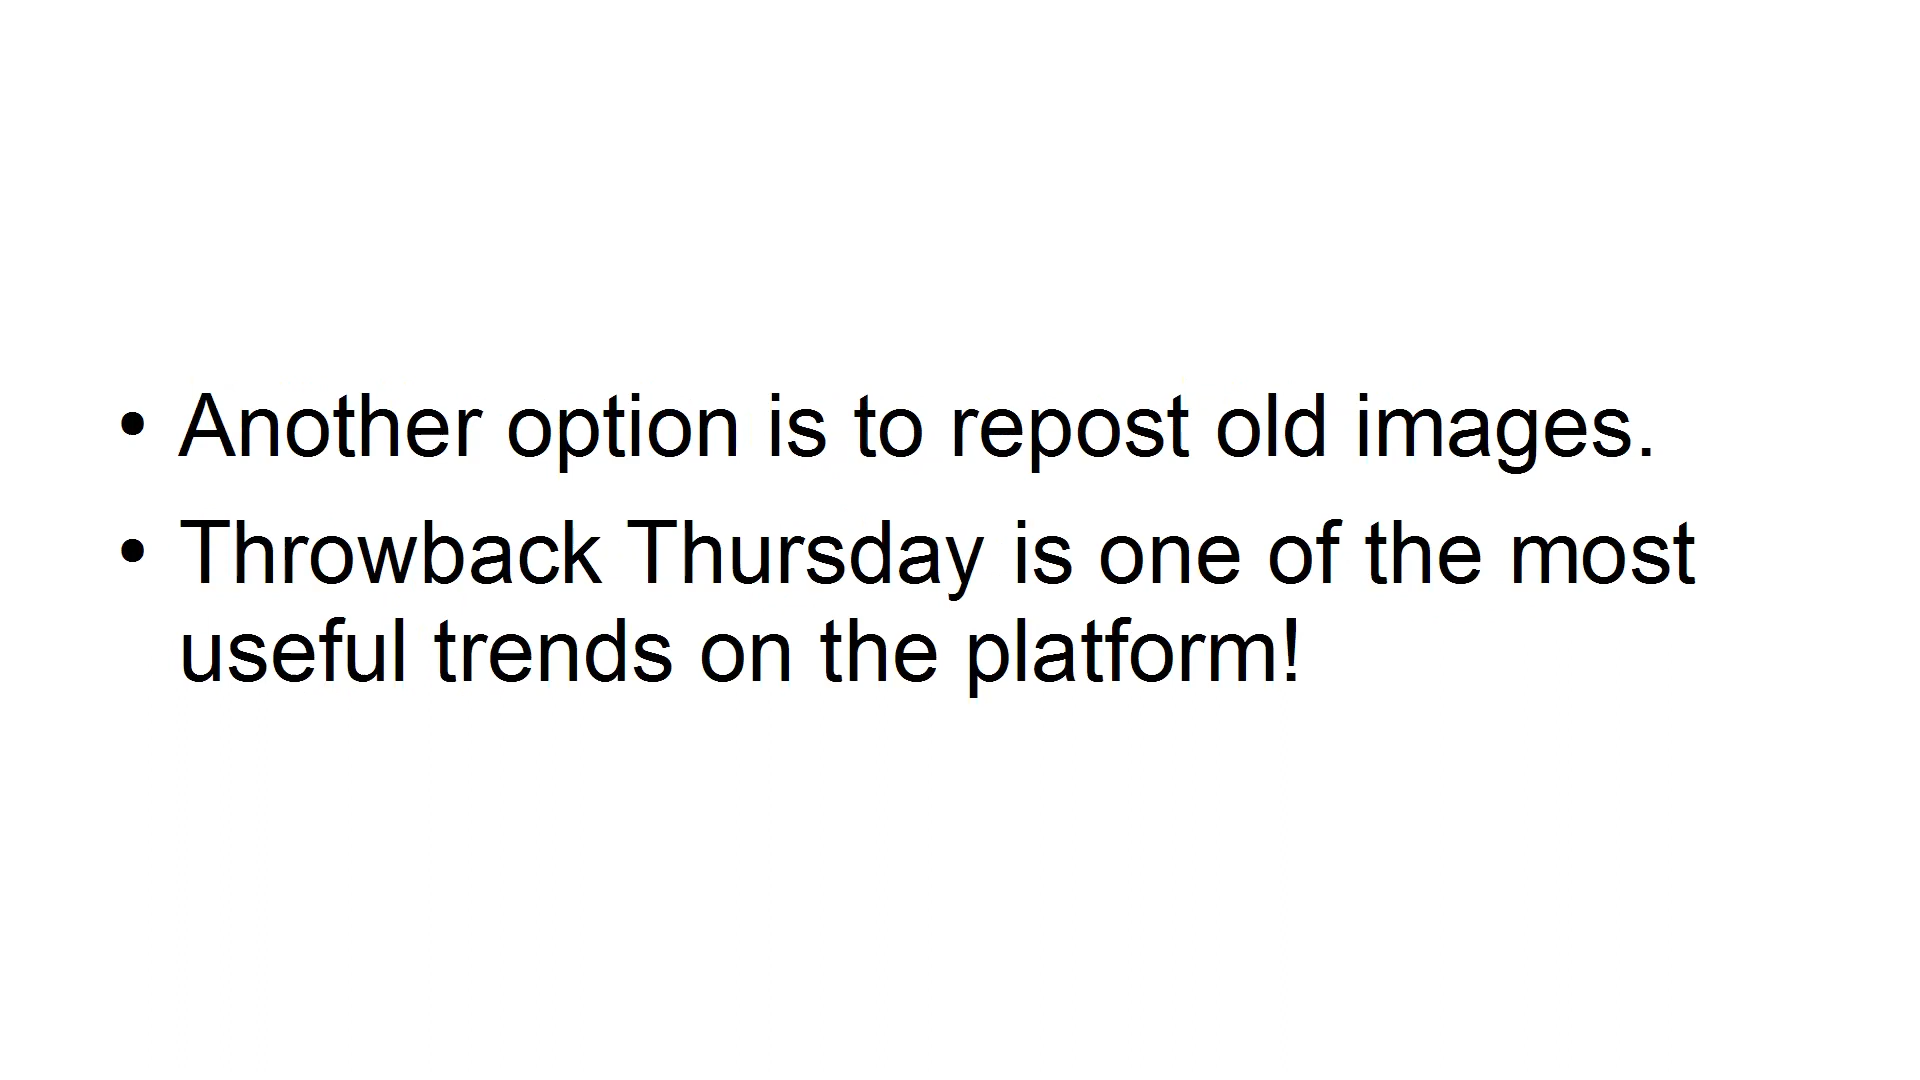 • Another option is to repost old images.
• Throwback Thursday is one of the most
useful trends on the platform!